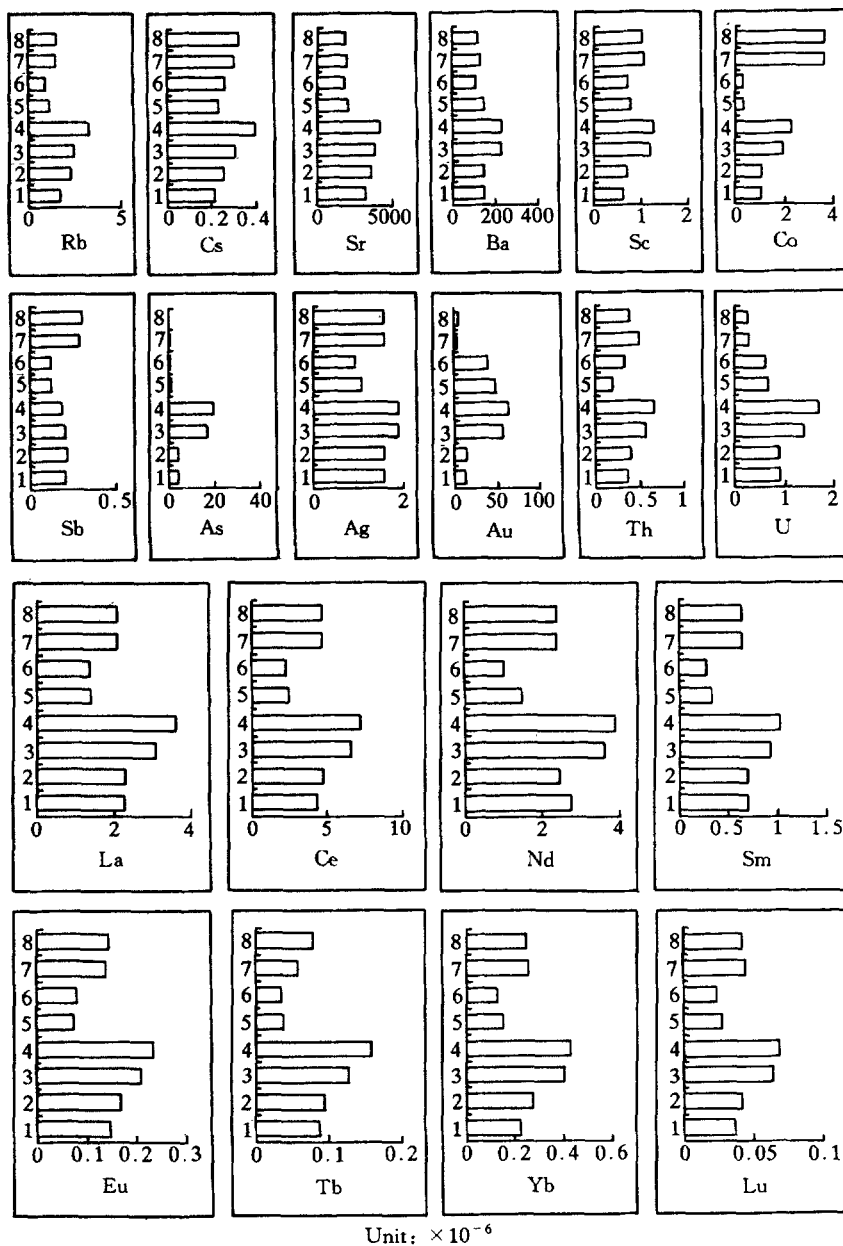 8 8 8 8 8 8
7 7 7 7 7 7
6 6 6 6 6 6
5 5 5 5 5 5
4 4 4 4 4 4
3 3 3 3 3 3
2 2 2 2 2 2
1 1 1 1 1 1
0 5 0 0.2 0.4 0 5000 0 200 400 0 1 2 0 2 4
Rb Cs Sr Ba Sc Co
8 8 8 8 8 8
7 7 7 7 7 7
6 6 6 6 6 6
5 5 5 5 5 5
4 4 4 4 4 4
3 3 3 3 3 3
2 2 2 2 2 2
1 1 1 1 1 1
0 0.5 0 20 40 0 2 0 50 100 0 0.5 1 0 1 2
Sb As Ag Au Th U
8 8 8 8
7 7 7 7
6 6 6 6
5 5 5 5
4 4 4 4
3 3 3 3
2 2 2 2
1 1 1 1
0 2 4 0 5 10 0 2 4 0 0.5 1 1.5
La Ce Nd Sm
8 8 8 8
7 7 7 7
6 6 6 6
5 5 5 5
4 4 4 4
3 3 3 3
2 2 2 2
1 1 1 1
0 0.1 0.2 0.3 0 0.1 0.2 0 0.2 0.4 0.6 0 0.05 0.1
Eu Tb Yb Lu
Unit: ×10⁻⁶